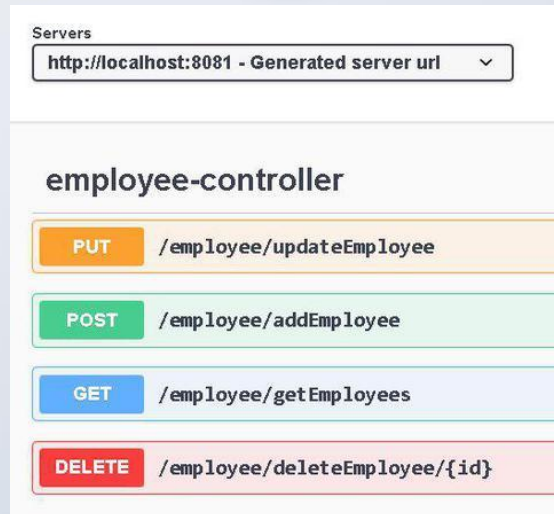 Servers
http://localhost:8081 - Generated server url
employee-controller
PUT /employee/updateEmployee
POST /employee/addEmployee
GET /employee/getEmployees
DELETE /employee/deleteEmployee/{id}